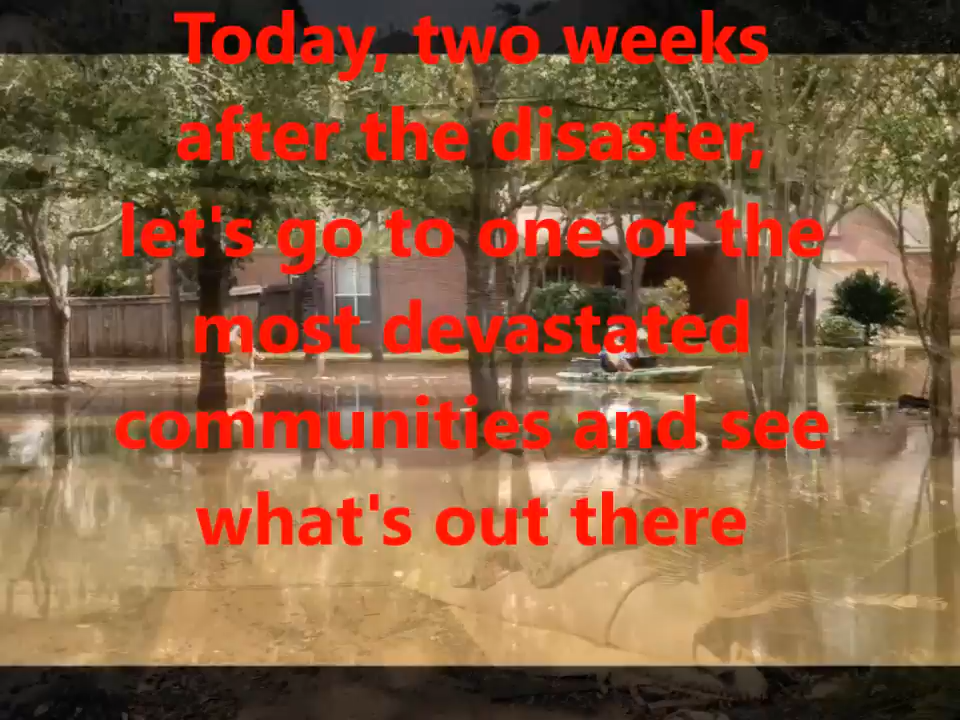 Today, two weeks
after the disaster,
let's go to one of the
most devastated
communities and see
what's out there